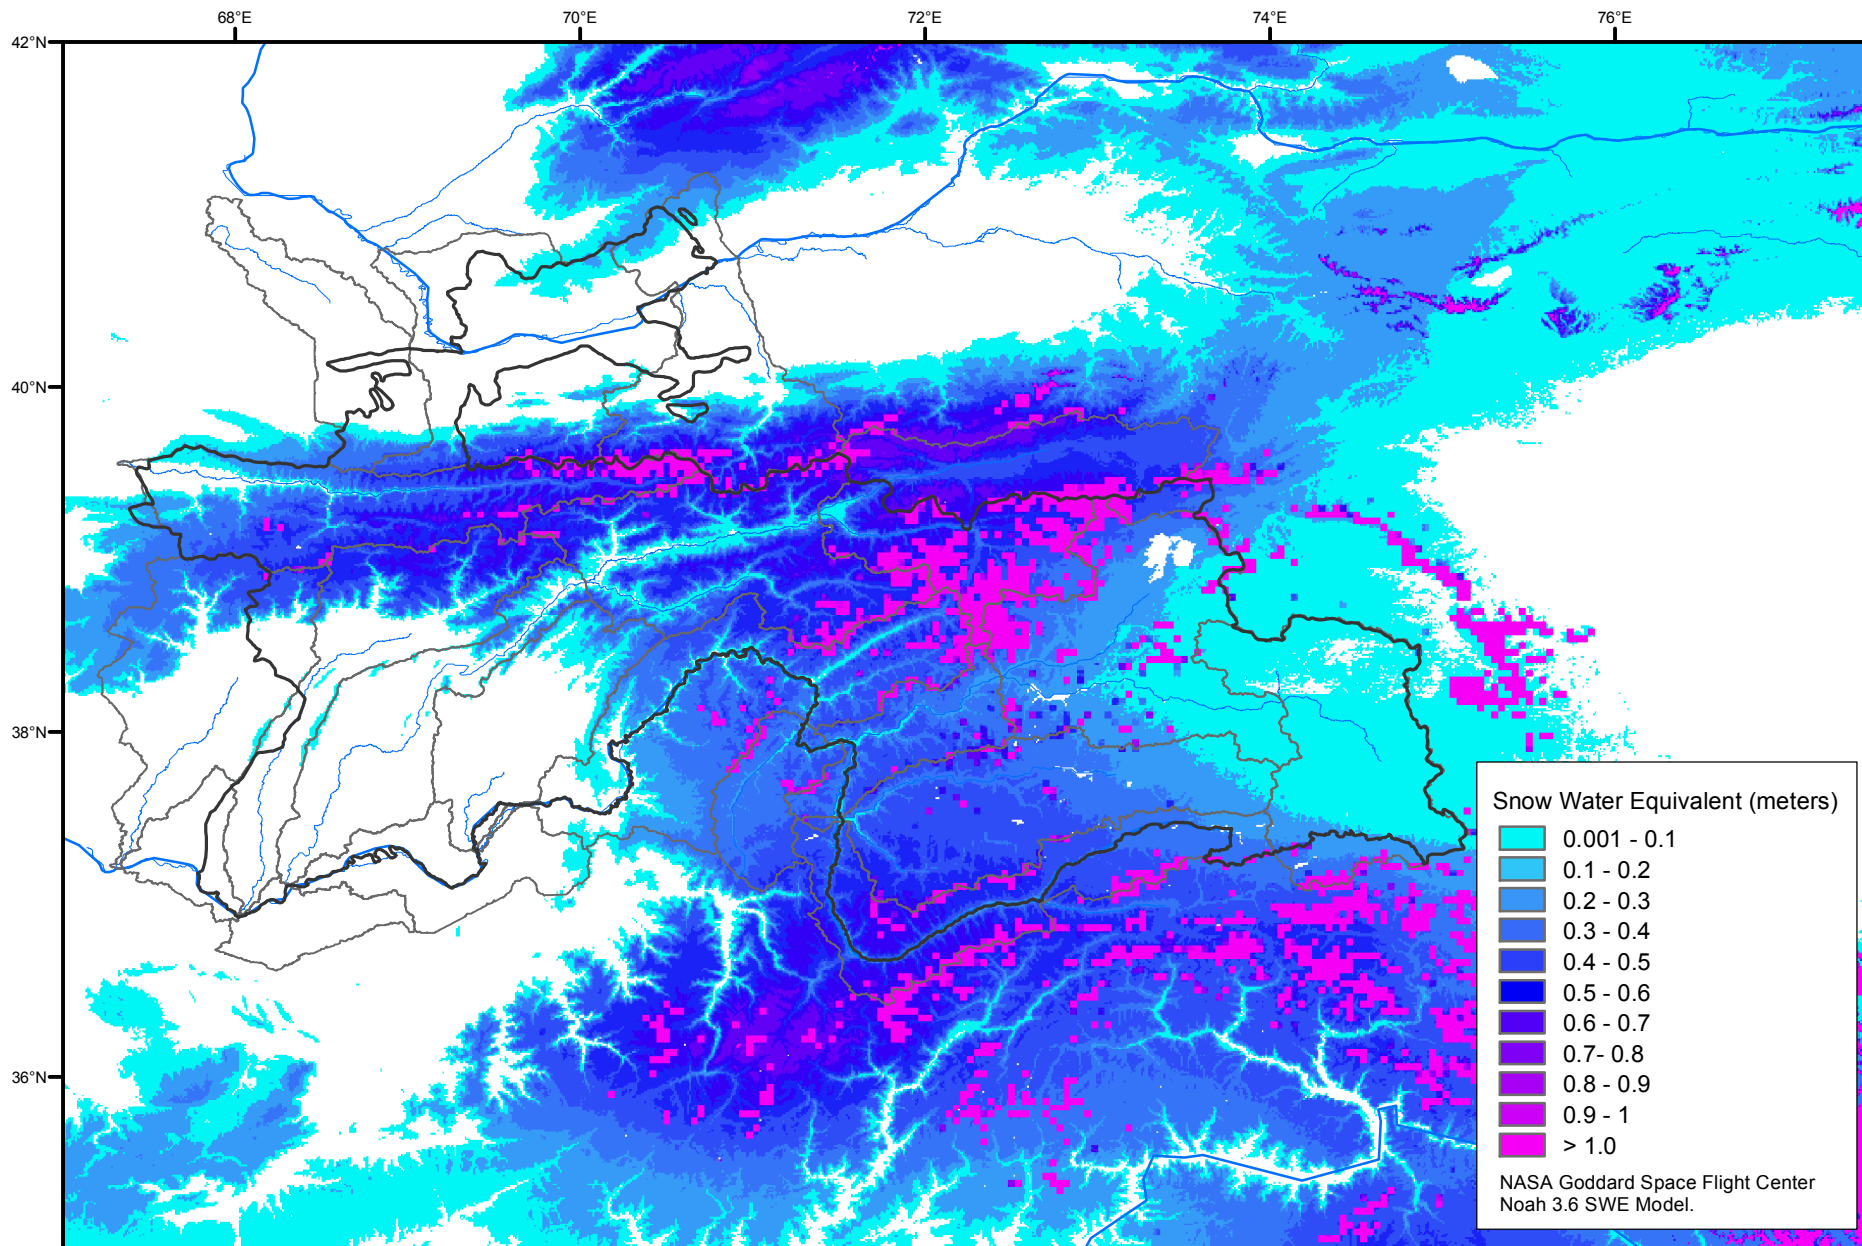 68°E
70°E
72°E
74°E
76°E
42°N
40°N
38°N
36°N
Snow Water Equivalent (meters)
0.001 - 0.1
0.1 - 0.2
0.2 - 0.3
0.3 - 0.4
0.4 - 0.5
0.5 - 0.6
0.6 - 0.7
0.7- 0.8
0.8 - 0.9
0.9 - 1
> 1.0
NASA Goddard Space Flight Center
Noah 3.6 SWE Model.